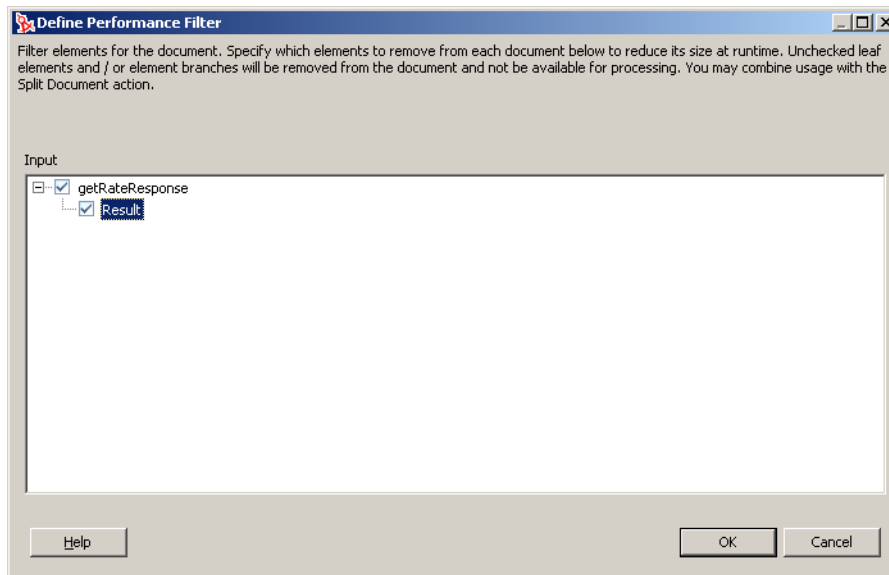 Define Performance Filter
Filter elements for the document. Specify which elements to remove from each document below to reduce its size at runtime. Unchecked leaf
elements and / or element branches will be removed from the document and not be available for processing. You may combine usage with the
Split Document action.
Input
getRateResponse
Result
Help
OK
Cancel